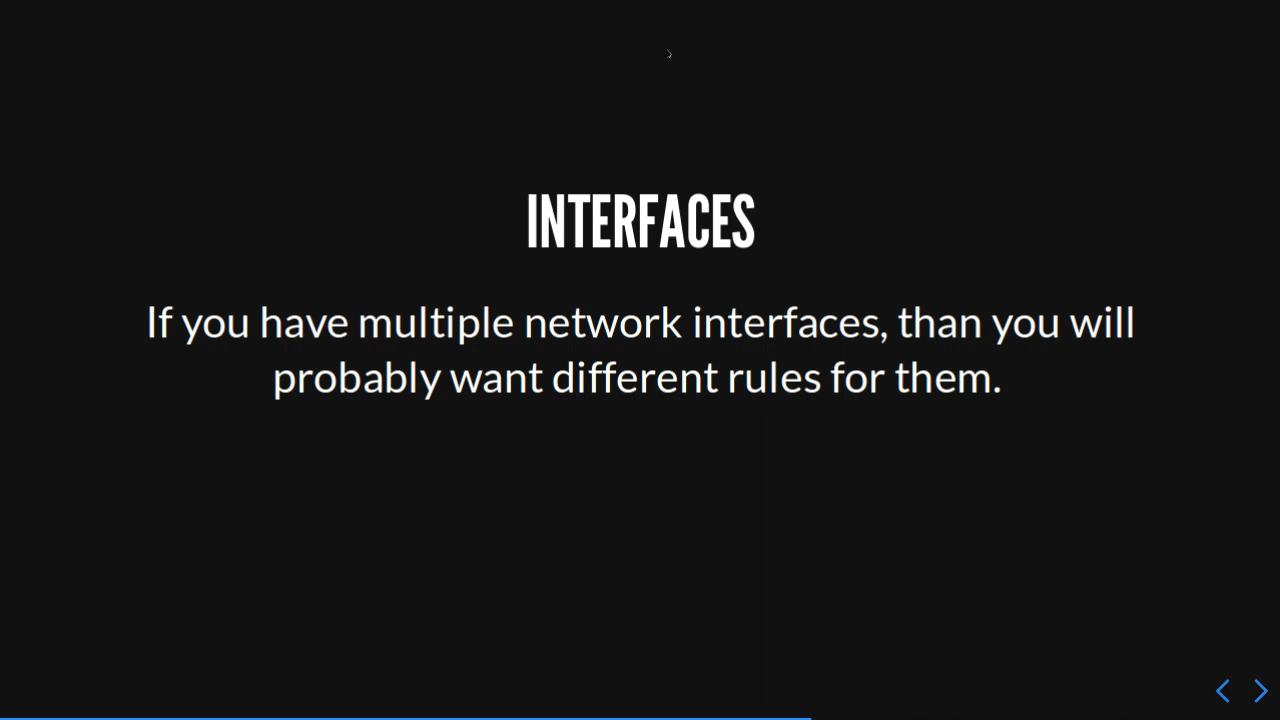 INTERFACES
If you have multiple network interfaces, than you will
probably want different rules for them.